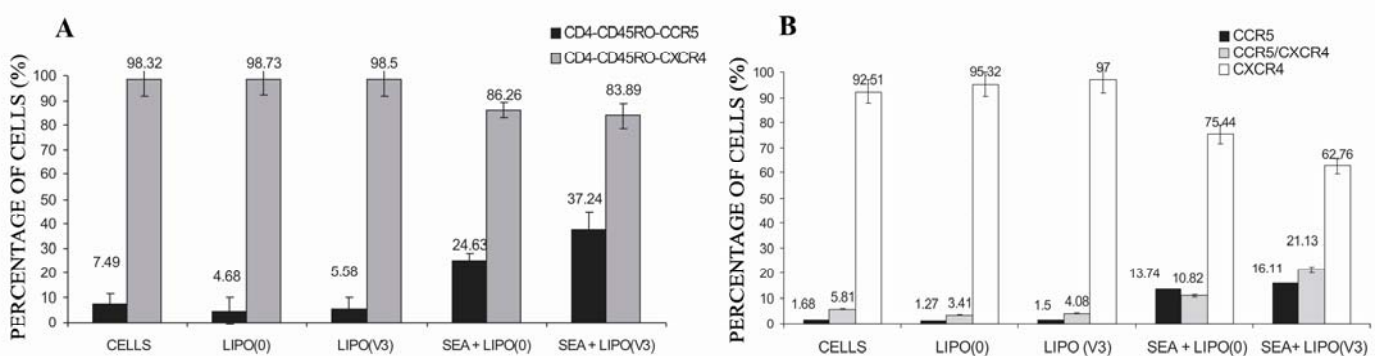 A
CD4-CD45RO-CCR5
CD4-CD45RO-CXCR4
PERCENTAGE OF CELLS (%)
100
90
80
70
60
50
40
30
20
10
0
7.49
98.32
4.68
98.73
5.58
98.5
24.63
86.26
37.24
83.89
CELLS
LIPO(0)
LIPO(V3)
SEA + LIPO(0)
SEA + LIPO(V3)
B
CCR5
CCR5/CXCR4
CXCR4
PERCENTAGE OF CELLS (%)
100
90
80
70
60
50
40
30
20
10
0
1.68
5.81
92.51
1.27
3.41
95.32
1.5
4.08
97
13.74
10.82
75.44
16.11
21.13
62.76
CELLS
LIPO(0)
LIPO (V3)
SEA + LIPO(0)
SEA + LIPO(V3)